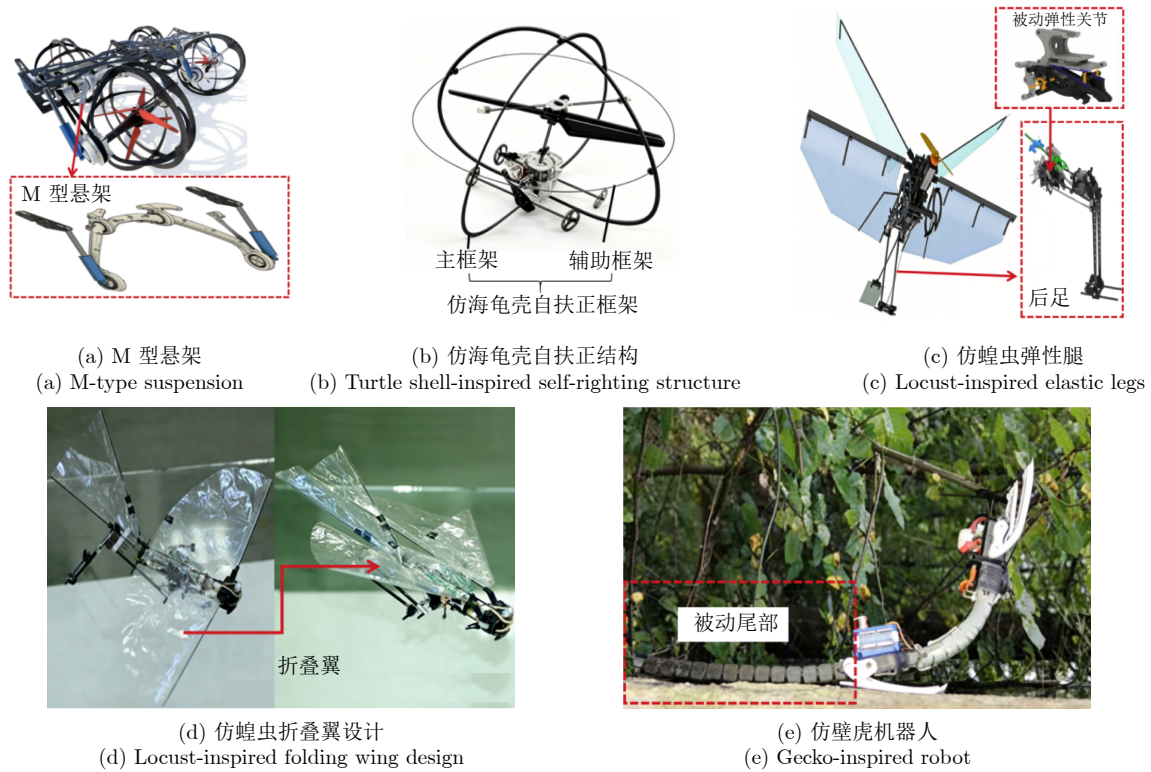 被动弹性关节
M 型悬架
主框架
辅助框架
仿海龟壳自扶正框架
后足
(a) M 型悬架
(a) M-type suspension
(b) 仿海龟壳自扶正结构
(b) Turtle shell-inspired self-righting structure
(c) 仿蝗虫弹性腿
(c) Locust-inspired elastic legs
折叠翼
被动尾部
(d) 仿蝗虫折叠翼设计
(d) Locust-inspired folding wing design
(e) 仿壁虎机器人
(e) Gecko-inspired robot